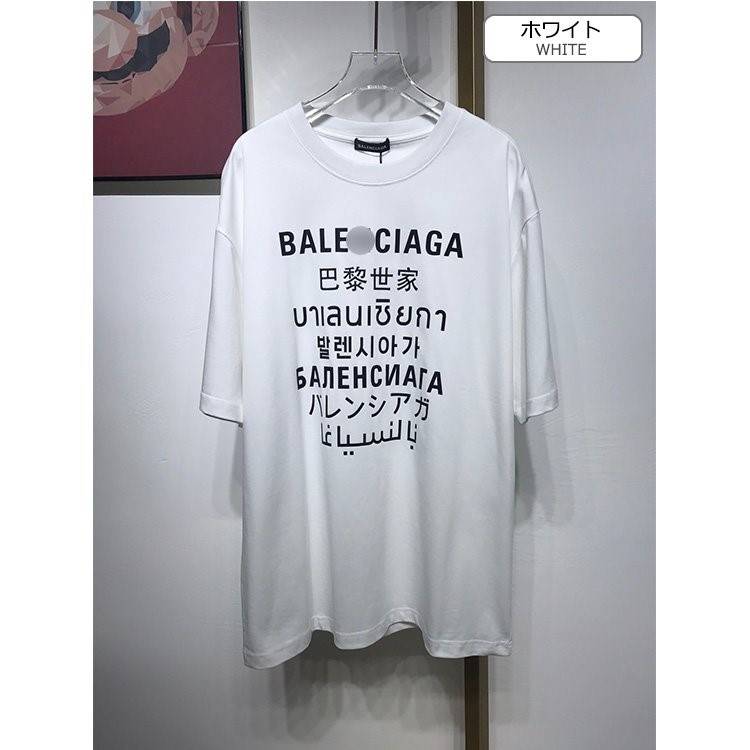 ホワイト
WHITE
BALENCIAGA
BALE CIAGA
巴黎世家
บาเลนเซียกา
발렌시아가
БАЛЕНСИАГА
バレンシアガ
بالنسياغا